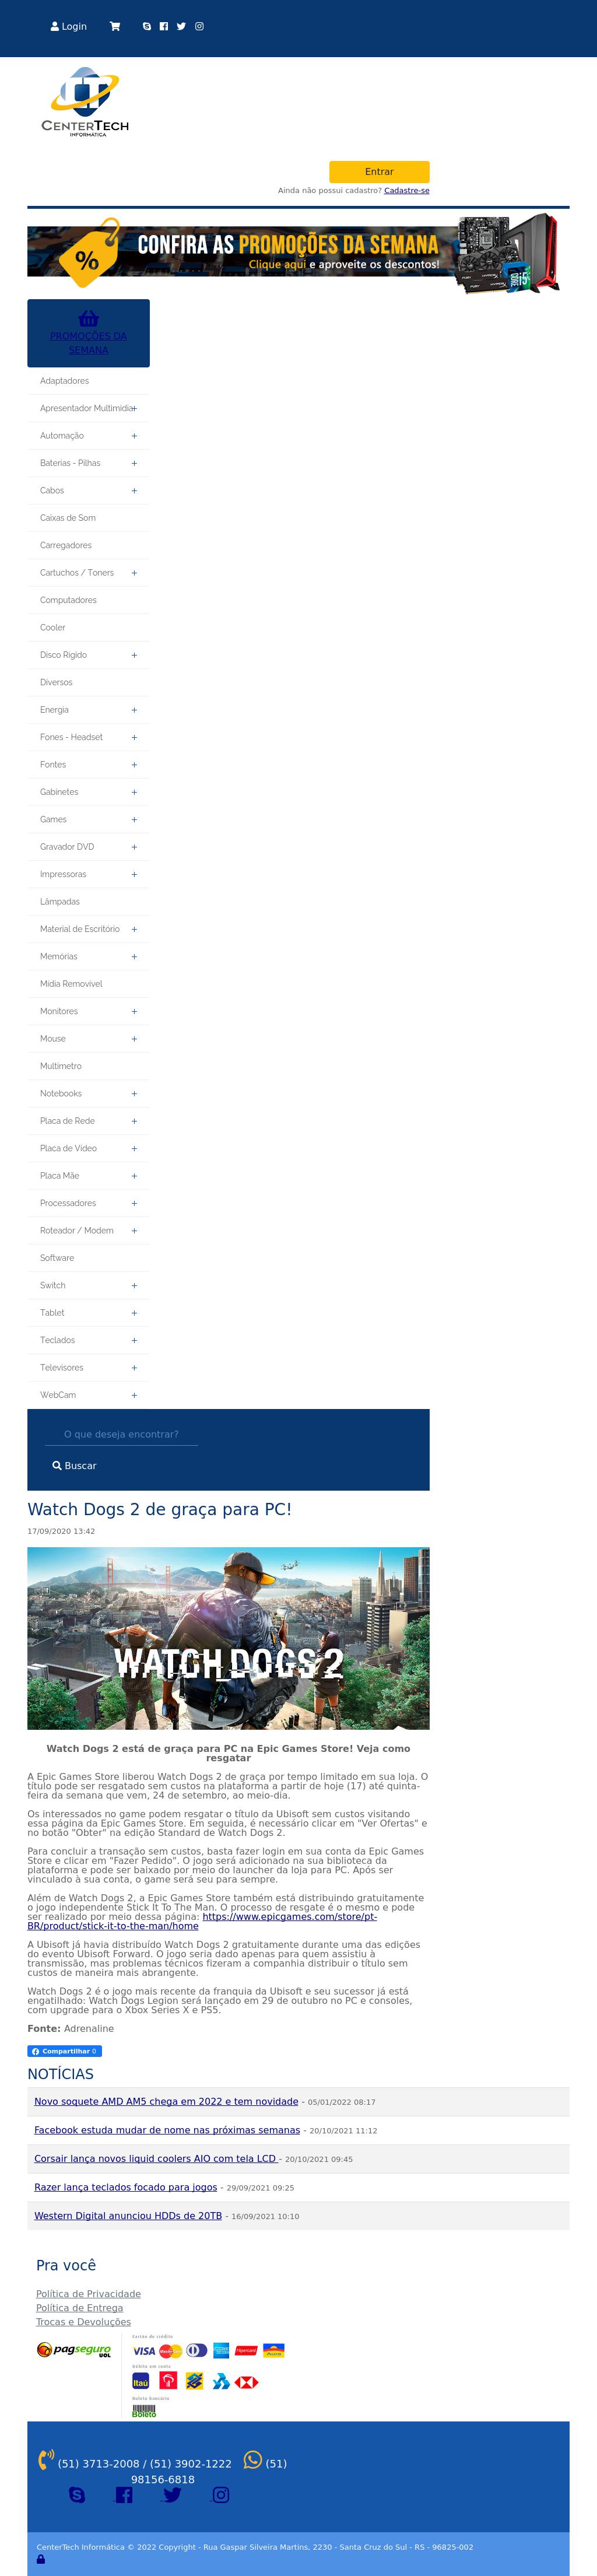 Login
CENTERTECH
INFORMÁTICA
Entrar
Ainda não possui cadastro? Cadastre-se
% CONFIRA AS PROMOÇÕES DA SEMANA
Clique aqui e aproveite os descontos!
PROMOÇÕES DA
SEMANA
Adaptadores
Apresentador Multimidia+
Automação +
Baterias - Pilhas +
Cabos +
Caixas de Som
Carregadores
Cartuchos / Toners +
Computadores
Cooler
Disco Rígido +
Diversos
Energia +
Fones - Headset +
Fontes +
Gabinetes +
Games +
Gravador DVD +
Impressoras +
Lâmpadas
Material de Escritório +
Memórias +
Mídia Removível
Monitores +
Mouse +
Multimetro
Notebooks +
Placa de Rede +
Placa de Vídeo +
Placa Mãe +
Processadores +
Roteador / Modem +
Software
Switch +
Tablet +
Teclados +
Televisores +
WebCam +
O que deseja encontrar?
Buscar
Watch Dogs 2 de graça para PC!
17/09/2020 13:42
WATCH DOGS 2
Watch Dogs 2 está de graça para PC na Epic Games Store! Veja como
resgatar
A Epic Games Store liberou Watch Dogs 2 de graça por tempo limitado em sua loja. O
título pode ser resgatado sem custos na plataforma a partir de hoje (17) até quinta-
feira da semana que vem, 24 de setembro, ao meio-dia.
Os interessados no game podem resgatar o título da Ubisoft sem custos visitando
essa página da Epic Games Store. Em seguida, é necessário clicar em "Ver Ofertas" e
no botão "Obter" na edição Standard de Watch Dogs 2.
Para concluir a transação sem custos, basta fazer login em sua conta da Epic Games
Store e clicar em "Fazer Pedido". O jogo será adicionado na sua biblioteca da
plataforma e pode ser baixado por meio do launcher da loja para PC. Após ser
vinculado à sua conta, o game será seu para sempre.
Além de Watch Dogs 2, a Epic Games Store também está distribuindo gratuitamente
o jogo independente Stick It To The Man. O processo de resgate é o mesmo e pode
ser realizado por meio dessa página: https://www.epicgames.com/store/pt-
BR/product/stick-it-to-the-man/home
A Ubisoft já havia distribuído Watch Dogs 2 gratuitamente durante uma das edições
do evento Ubisoft Forward. O jogo seria dado apenas para quem assistiu à
transmissão, mas problemas técnicos fizeram a companhia distribuir o título sem
custos de maneira mais abrangente.
Watch Dogs 2 é o jogo mais recente da franquia da Ubisoft e seu sucessor já está
engatilhado: Watch Dogs Legion será lançado em 29 de outubro no PC e consoles,
com upgrade para o Xbox Series X e PS5.
Fonte: Adrenaline
Compartilhar 0
NOTÍCIAS
Novo soquete AMD AM5 chega em 2022 e tem novidade - 05/01/2022 08:17
Facebook estuda mudar de nome nas próximas semanas - 20/10/2021 11:12
Corsair lança novos liquid coolers AIO com tela LCD - 20/10/2021 09:45
Razer lança teclados focado para jogos - 29/09/2021 09:25
Western Digital anunciou HDDs de 20TB - 16/09/2021 10:10
Pra você
Política de Privacidade
Política de Entrega
Trocas e Devoluções
Cartão de crédito
pagseguro UOL
VISA MasterCard
Débito em conta
Itaú
Boleto bancário
Boleto
(51) 3713-2008 / (51) 3902-1222 (51)
98156-6818
CenterTech Informática © 2022 Copyright - Rua Gaspar Silveira Martins, 2230 - Santa Cruz do Sul - RS - 96825-002